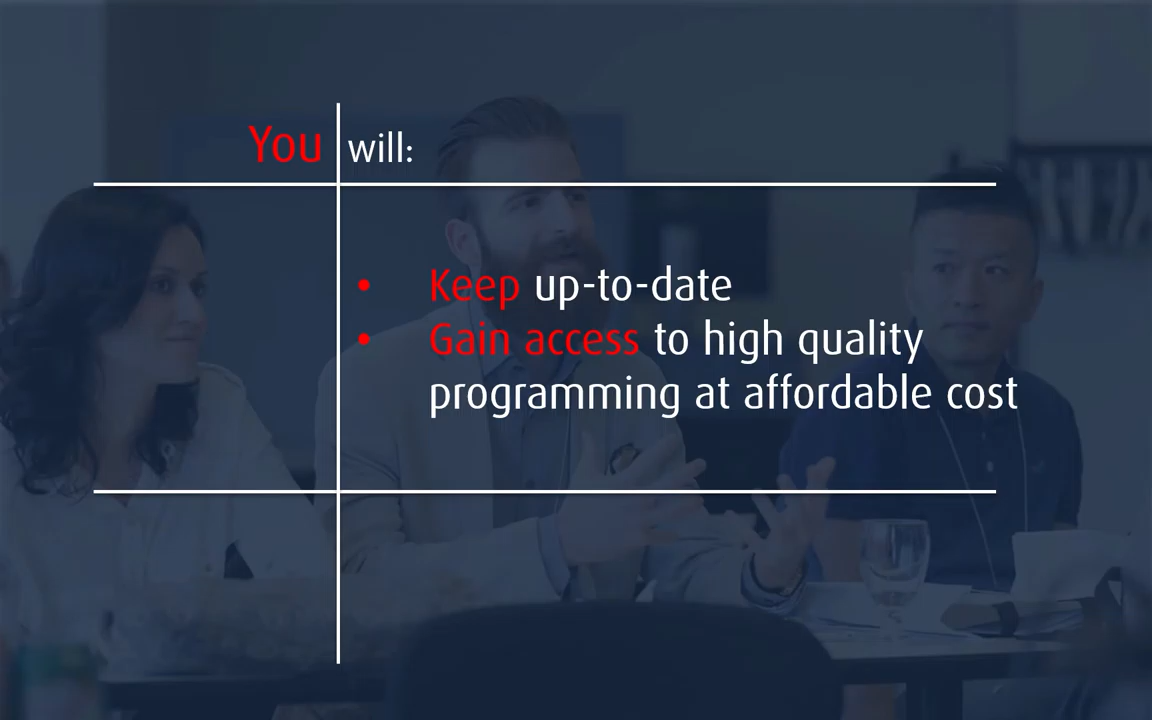 You will:
• Keep up-to-date
• Gain access to high quality
programming at affordable cost